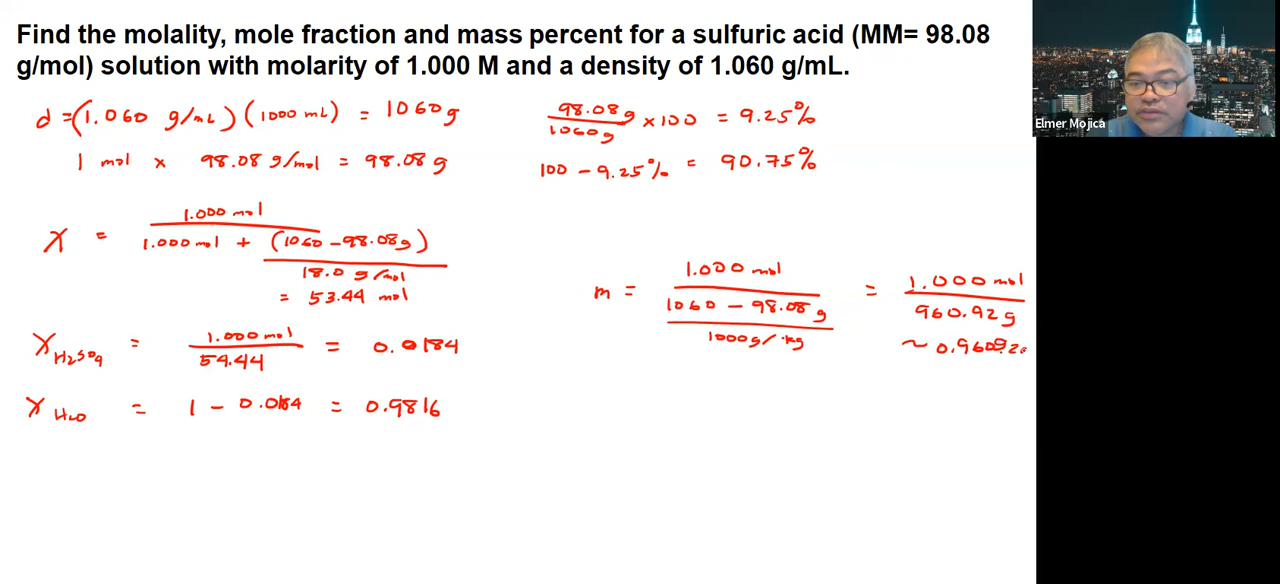 Find the molality, mole fraction and mass percent for a sulfuric acid (MM= 98.08
g/mol) solution with molarity of 1.000 M and a density of 1.060 g/mL.
d = (1.060 g/mL) (1000 mL) = 1060 g
1 mol x 98.08 g/mol = 98.08 g
98.08 g
1060 g
x 100 = 9.25%
100 - 9.25% = 90.75%
X =
1.000 mol
1.000 mol + (1060 - 98.08 g)
18.0 g/mol
= 53.44 mol
X H2SO4 =
1.000 mol
54.44
= 0.0184
X H2O = 1 - 0.0184 = 0.9816
m =
1.000 mol
1060 - 98.08 g
1000 g/kg
=
1.000 mol
960.92 g
~ 0.96092
Elmer Mojica